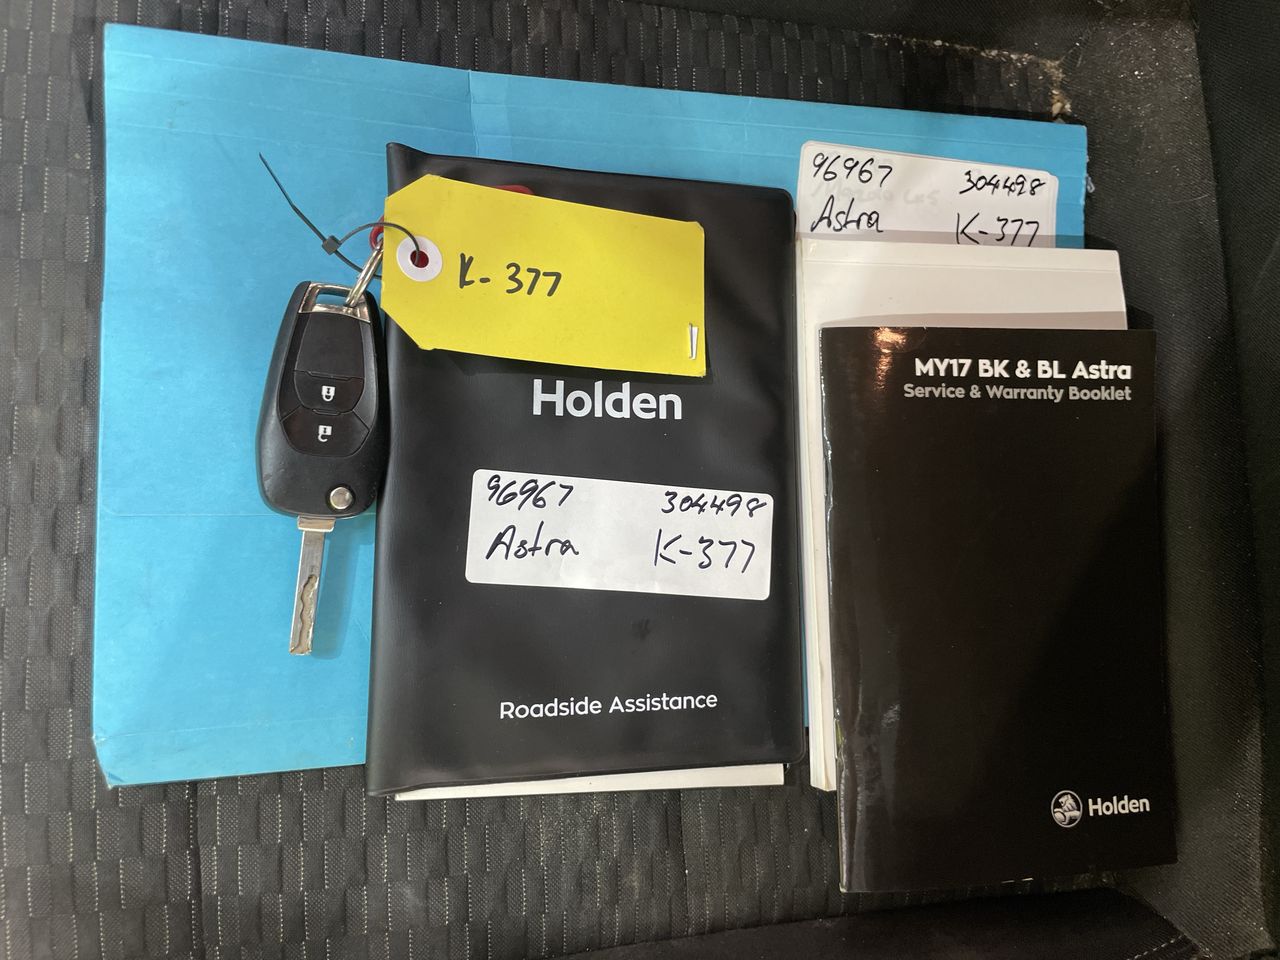 K-377
Holden
96967 304498
Astra K-377
Roadside Assistance
96967 304498
Astra K-377
MY17 BK & BL Astra
Service & Warranty Booklet
Holden